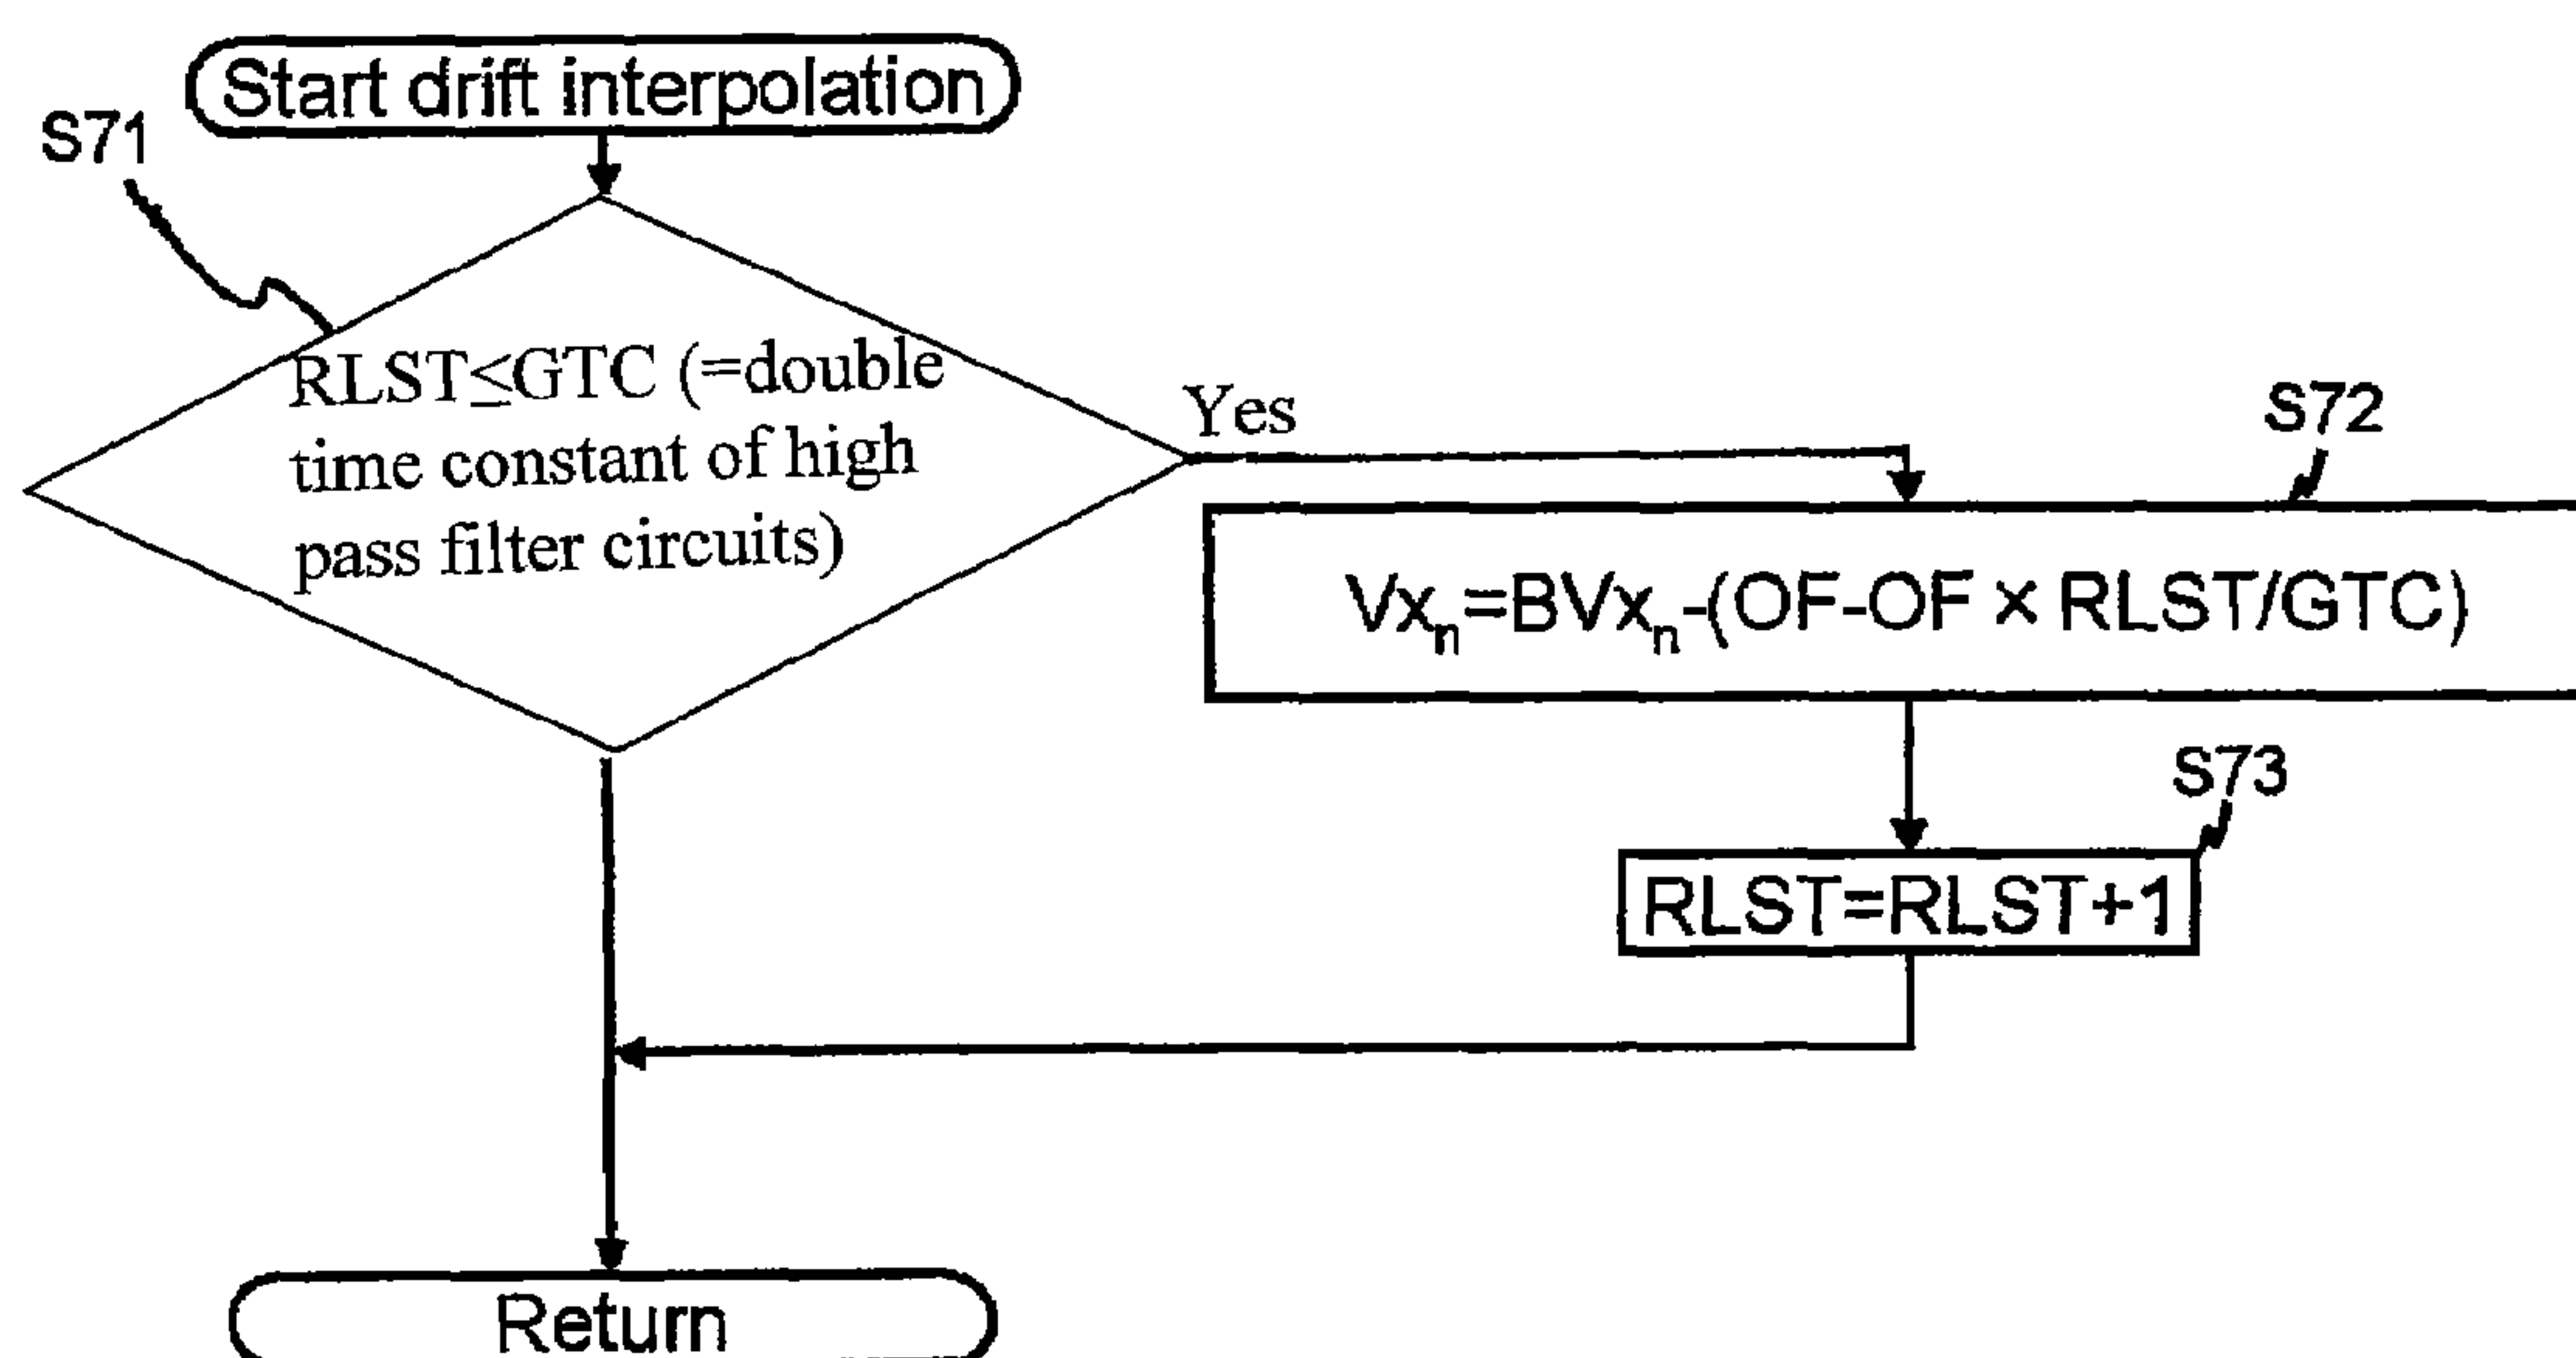 Start drift interpolation
S71
RLST≤GTC (=double
time constant of high
pass filter circuits)
Yes
S72
Vxₙ=BVxₙ-(OF-OF × RLST/GTC)
S73
RLST=RLST+1
Return